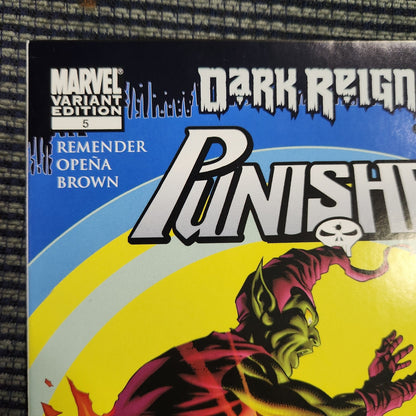 MARVEL®
VARIANT
EDITION
5
DARK REIGN
REMENDER
OPEÑA
BROWN
PUNISHE